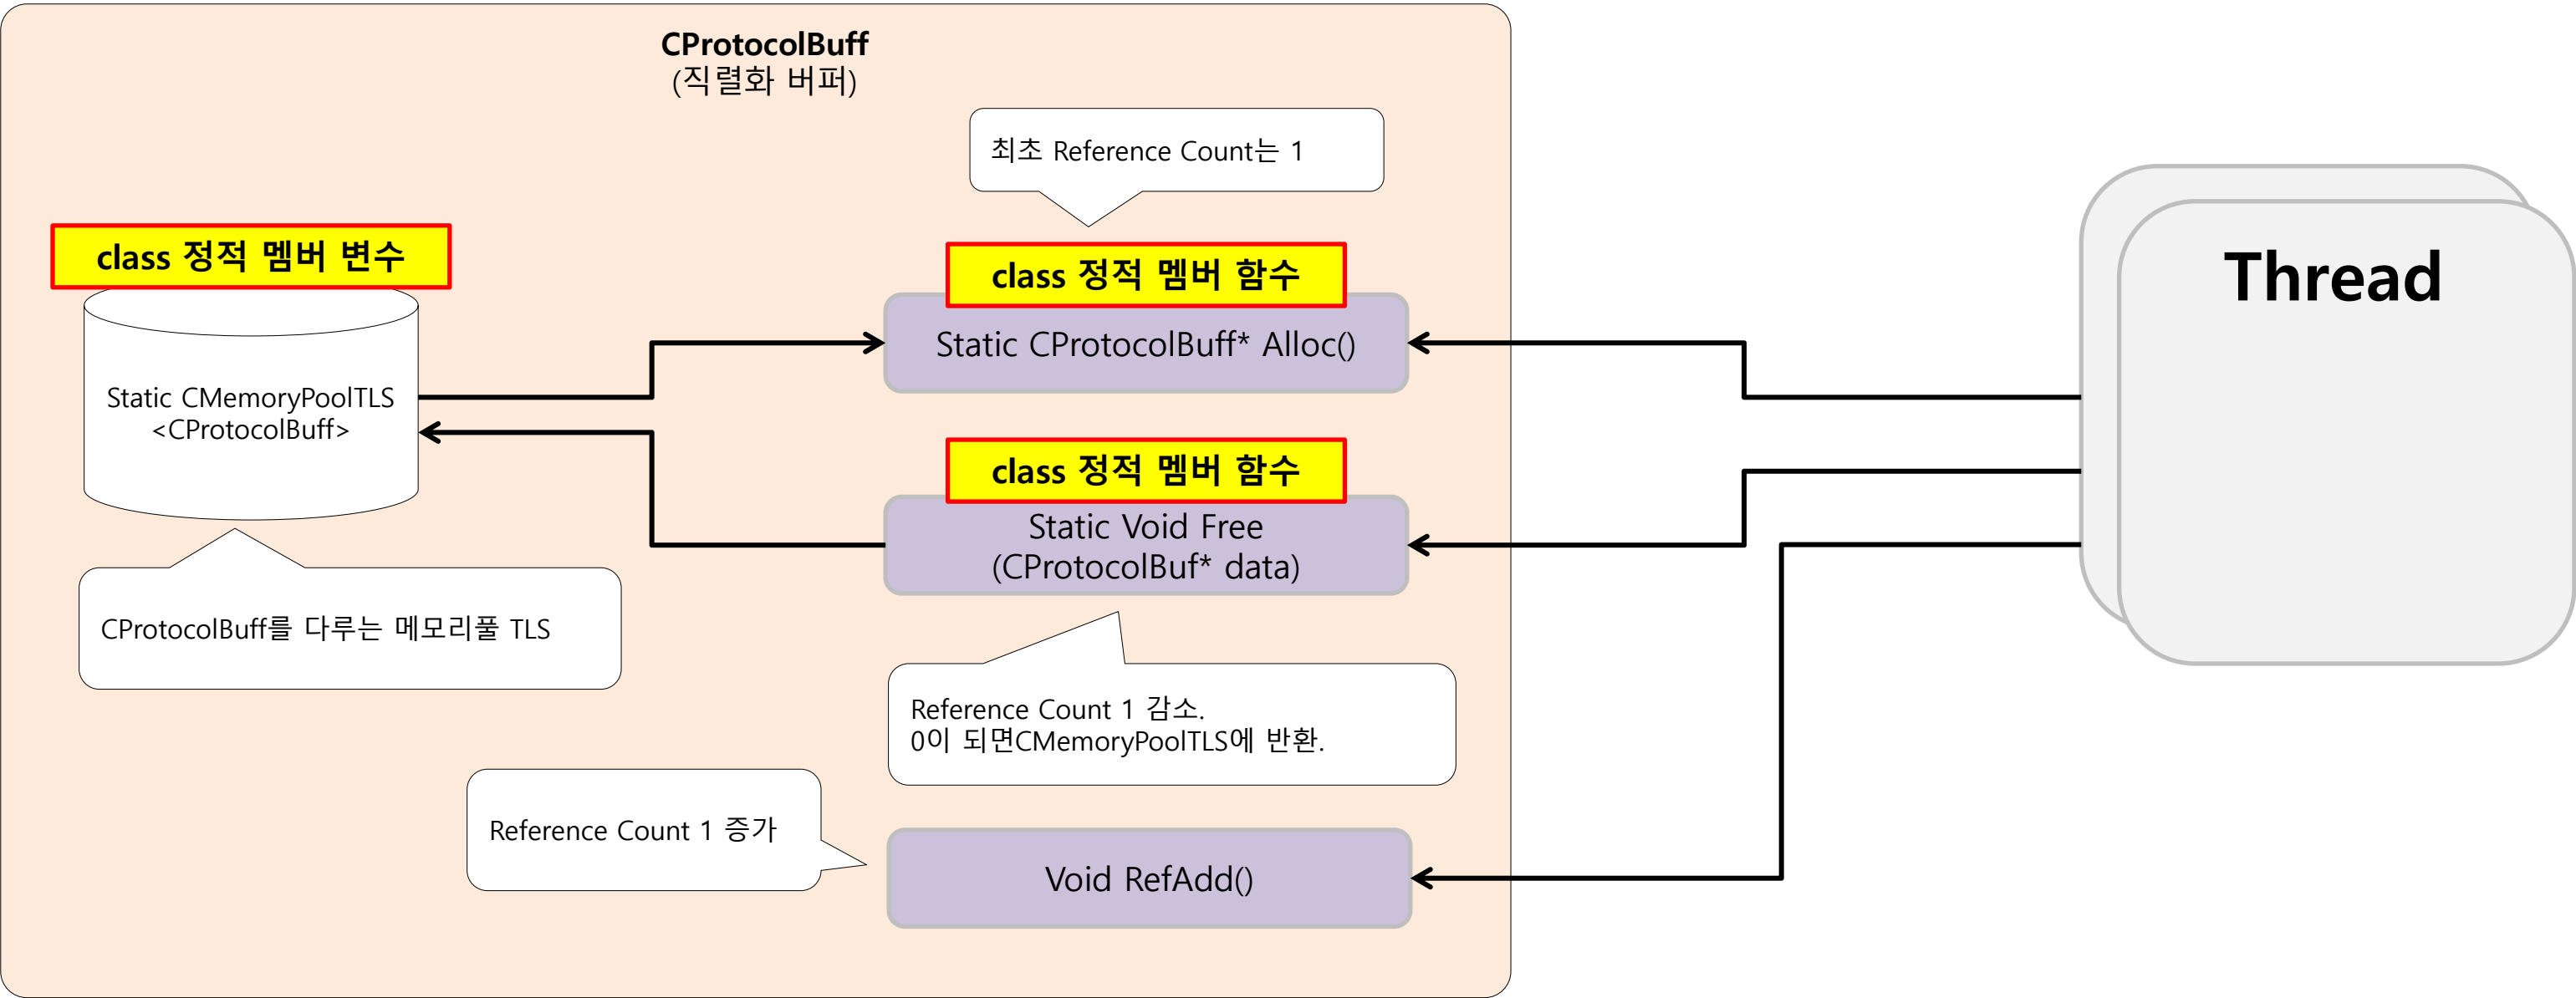 CProtocolBuff
(직렬화 버퍼)
최초 Reference Count는 1
class 정적 멤버 변수
class 정적 멤버 함수
Thread
Static CProtocolBuff* Alloc()
Static CMemoryPoolTLS
<CProtocolBuff>
class 정적 멤버 함수
Static Void Free
(CProtocolBuf* data)
CProtocolBuff를 다루는 메모리풀 TLS
Reference Count 1 감소.
0이 되면CMemoryPoolTLS에 반환.
Reference Count 1 증가
Void RefAdd()